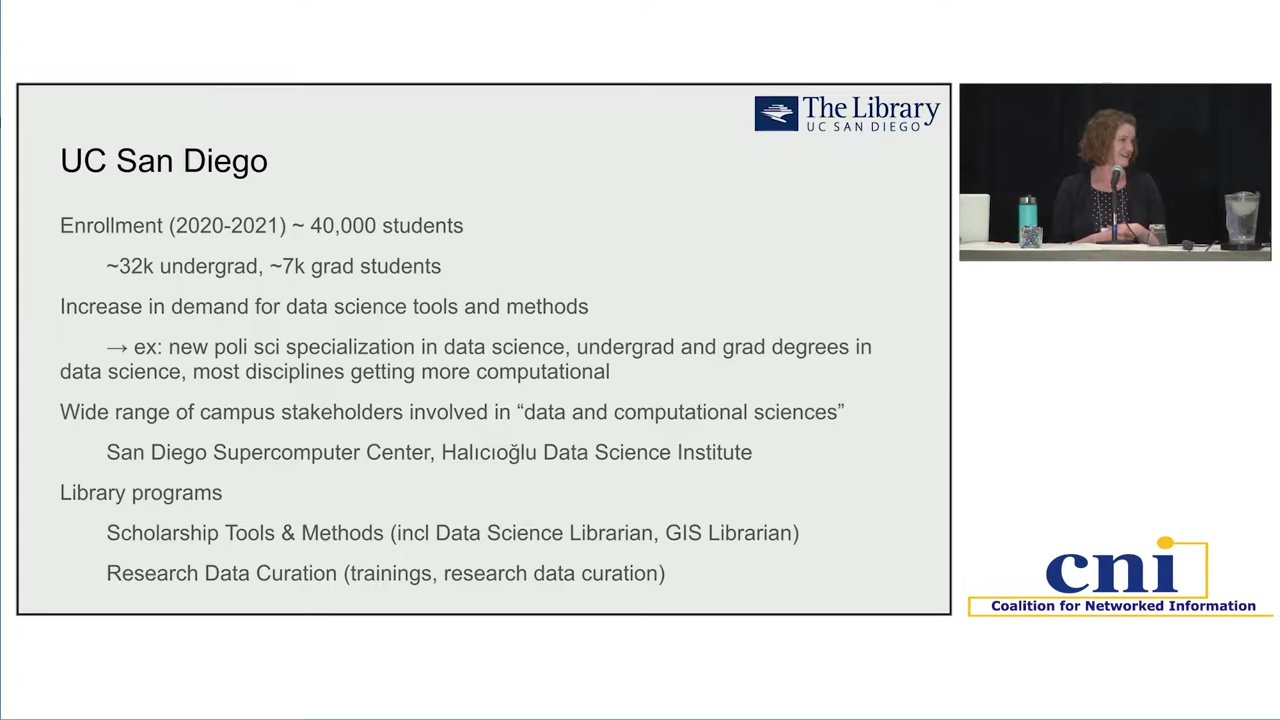 The Library
UC SAN DIEGO
UC San Diego
Enrollment (2020-2021) ~ 40,000 students
~32k undergrad, ~7k grad students
Increase in demand for data science tools and methods
→ ex: new poli sci specialization in data science, undergrad and grad degrees in
data science, most disciplines getting more computational
Wide range of campus stakeholders involved in “data and computational sciences”
San Diego Supercomputer Center, Halıcıoğlu Data Science Institute
Library programs
Scholarship Tools & Methods (incl Data Science Librarian, GIS Librarian)
Research Data Curation (trainings, research data curation)
cni
Coalition for Networked Information